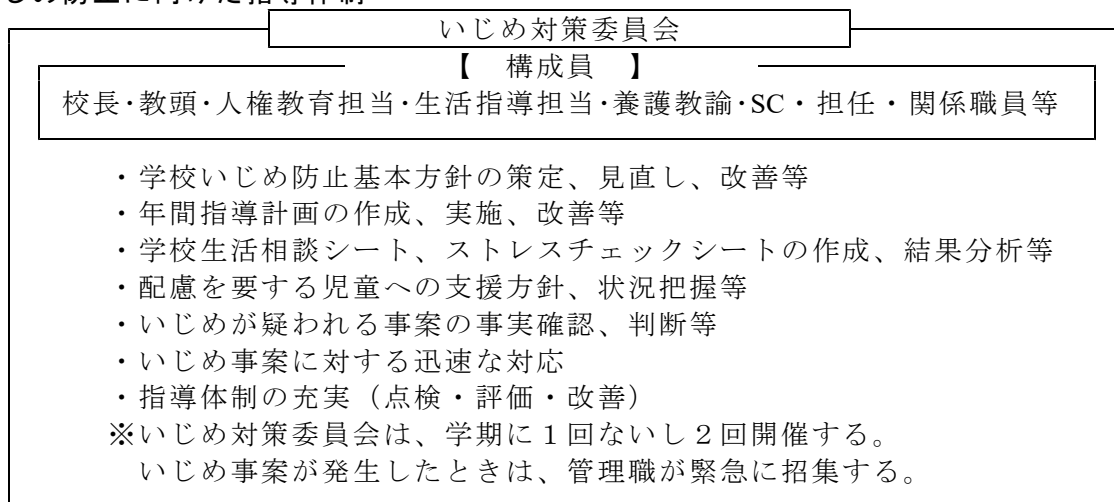 いじめ対策委員会
【 構成員 】
校長・教頭・人権教育担当・生活指導担当・養護教諭・SC・担任・関係職員等
・学校いじめ防止基本方針の策定、見直し、改善等
・年間指導計画の作成、実施、改善等
・学校生活相談シート、ストレスチェックシートの作成、結果分析等
・配慮を要する児童への支援方針、状況把握等
・いじめが疑われる事案の事実確認、判断等
・いじめ事案に対する迅速な対応
・指導体制の充実（点検・評価・改善）
※いじめ対策委員会は、学期に１回ないし２回開催する。
いじめ事案が発生したときは、管理職が緊急に招集する。